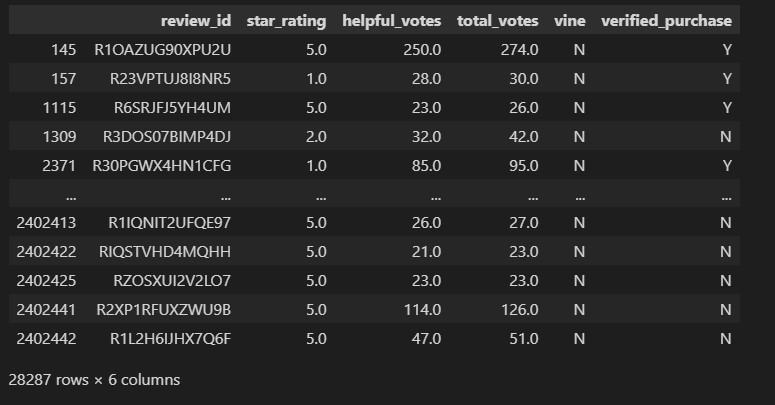 review_id star_rating helpful_votes total_votes vine verified_purchase
145 R1OAZUG90XPU2U 5.0 250.0 274.0 N Y
157 R23VPTUJ8I8NR5 1.0 28.0 30.0 N Y
1115 R6SRJFJ5YH4UM 5.0 23.0 26.0 N Y
1309 R3DOS07BIMP4DJ 2.0 32.0 42.0 N N
2371 R30PGWX4HN1CFG 1.0 85.0 95.0 N Y
... ... ... ... ... ... ...
2402413 R1IQNIT2UFQE97 5.0 26.0 27.0 N N
2402422 RIQSTVHD4MQHH 5.0 21.0 23.0 N N
2402425 RZOSXUI2V2LO7 5.0 23.0 23.0 N N
2402441 R2XP1RFUXZWU9B 5.0 114.0 126.0 N N
2402442 R1L2H6IJHX7Q6F 5.0 47.0 51.0 N N
28287 rows × 6 columns